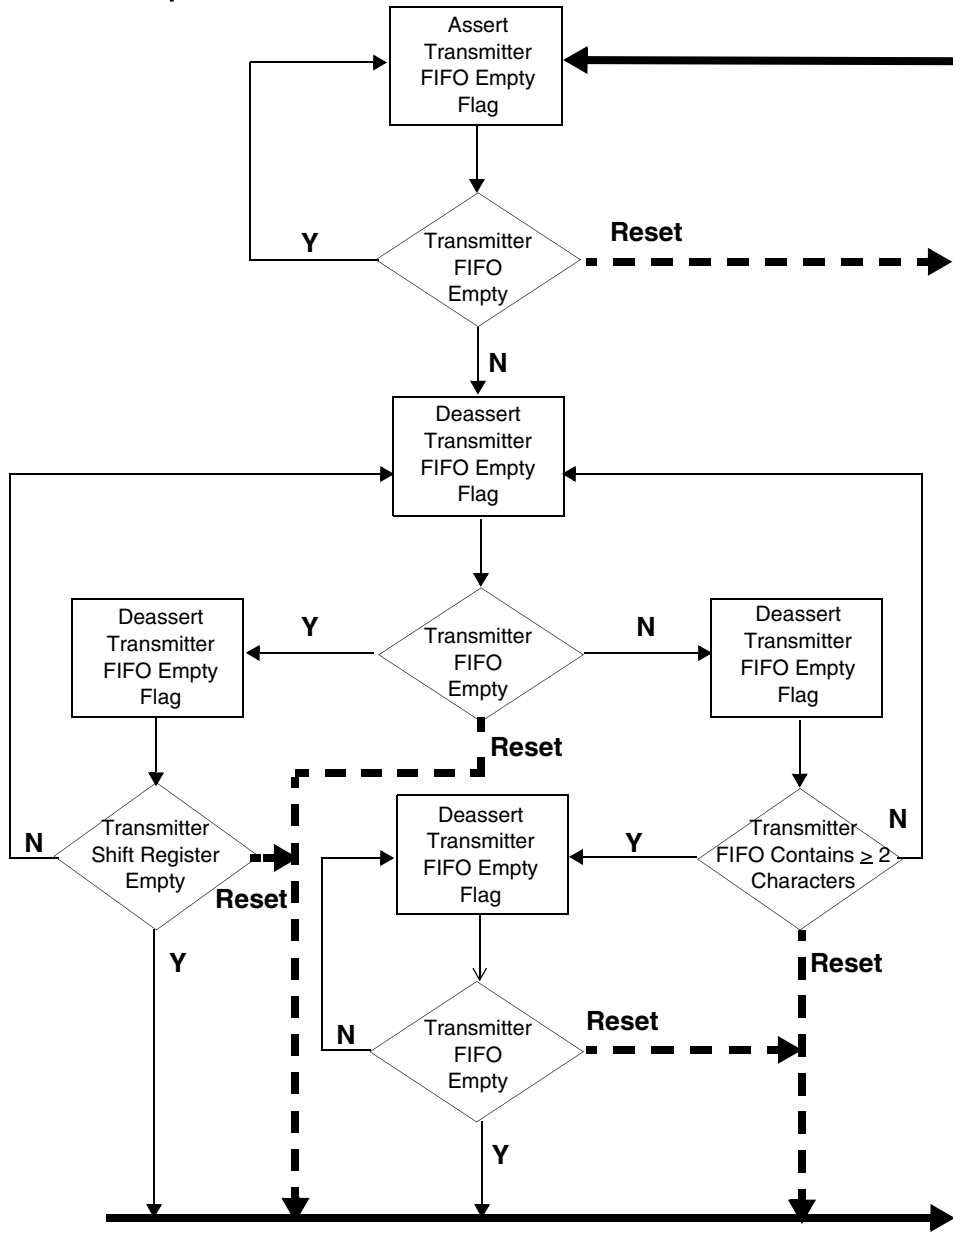 Assert
Transmitter
FIFO Empty
Flag
Transmitter
FIFO
Empty
Y
Reset
N
Deassert
Transmitter
FIFO Empty
Flag
Transmitter
FIFO
Empty
Y
N
Reset
Deassert
Transmitter
FIFO Empty
Flag
Deassert
Transmitter
FIFO Empty
Flag
Transmitter
Shift Register
Empty
N
Reset
Y
Deassert
Transmitter
FIFO Empty
Flag
Y
Transmitter
FIFO Contains ≥ 2
Characters
N
Reset
Transmitter
FIFO
Empty
N
Reset
Y